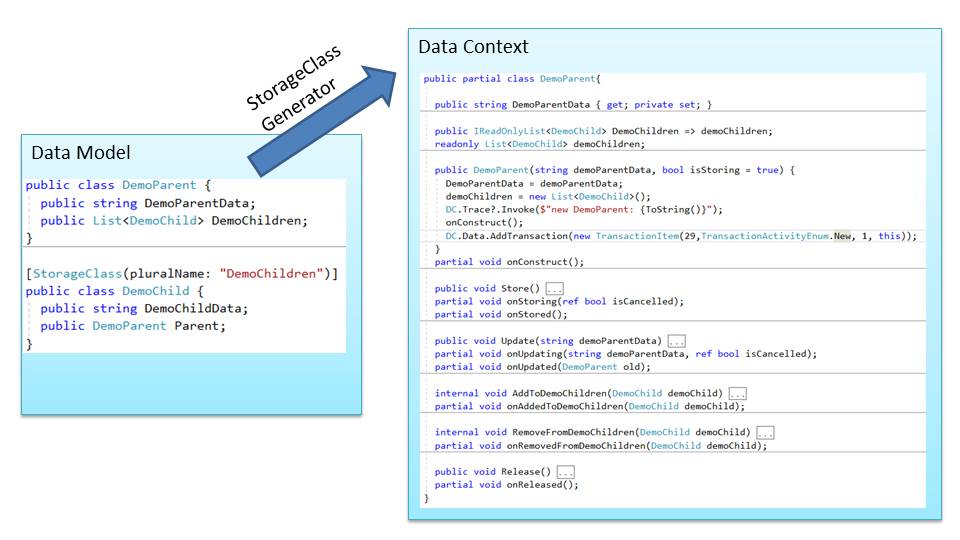 StorageClass
Generator
Data Model
public class DemoParent {
public string DemoParentData;
public List<DemoChild> DemoChildren;
}
[StorageClass(pluralName: "DemoChildren")]
public class DemoChild {
public string DemoChildData;
public DemoParent Parent;
}
Data Context
public partial class DemoParent{
public string DemoParentData { get; private set; }
public IReadOnlyList<DemoChild> DemoChildren => demoChildren;
readonly List<DemoChild> demoChildren;
public DemoParent(string demoParentData, bool isStoring = true) {
DemoParentData = demoParentData;
demoChildren = new List<DemoChild>();
DC.Trace?.Invoke($"new DemoParent: {ToString()}");
onConstruct();
DC.Data.AddTransaction(new TransactionItem(29,TransactionActivityEnum.New, 1, this));
}
partial void onConstruct();
public void Store() ...
partial void onStoring(ref bool isCancelled);
partial void onStored();
public void Update(string demoParentData) ...
partial void onUpdating(string demoParentData, ref bool isCancelled);
partial void onUpdated(DemoParent old);
internal void AddToDemoChildren(DemoChild demoChild) ...
partial void onAddedToDemoChildren(DemoChild demoChild);
internal void RemoveFromDemoChildren(DemoChild demoChild) ...
partial void onRemovedFromDemoChildren(DemoChild demoChild);
public void Release() ...
partial void onReleased();
}